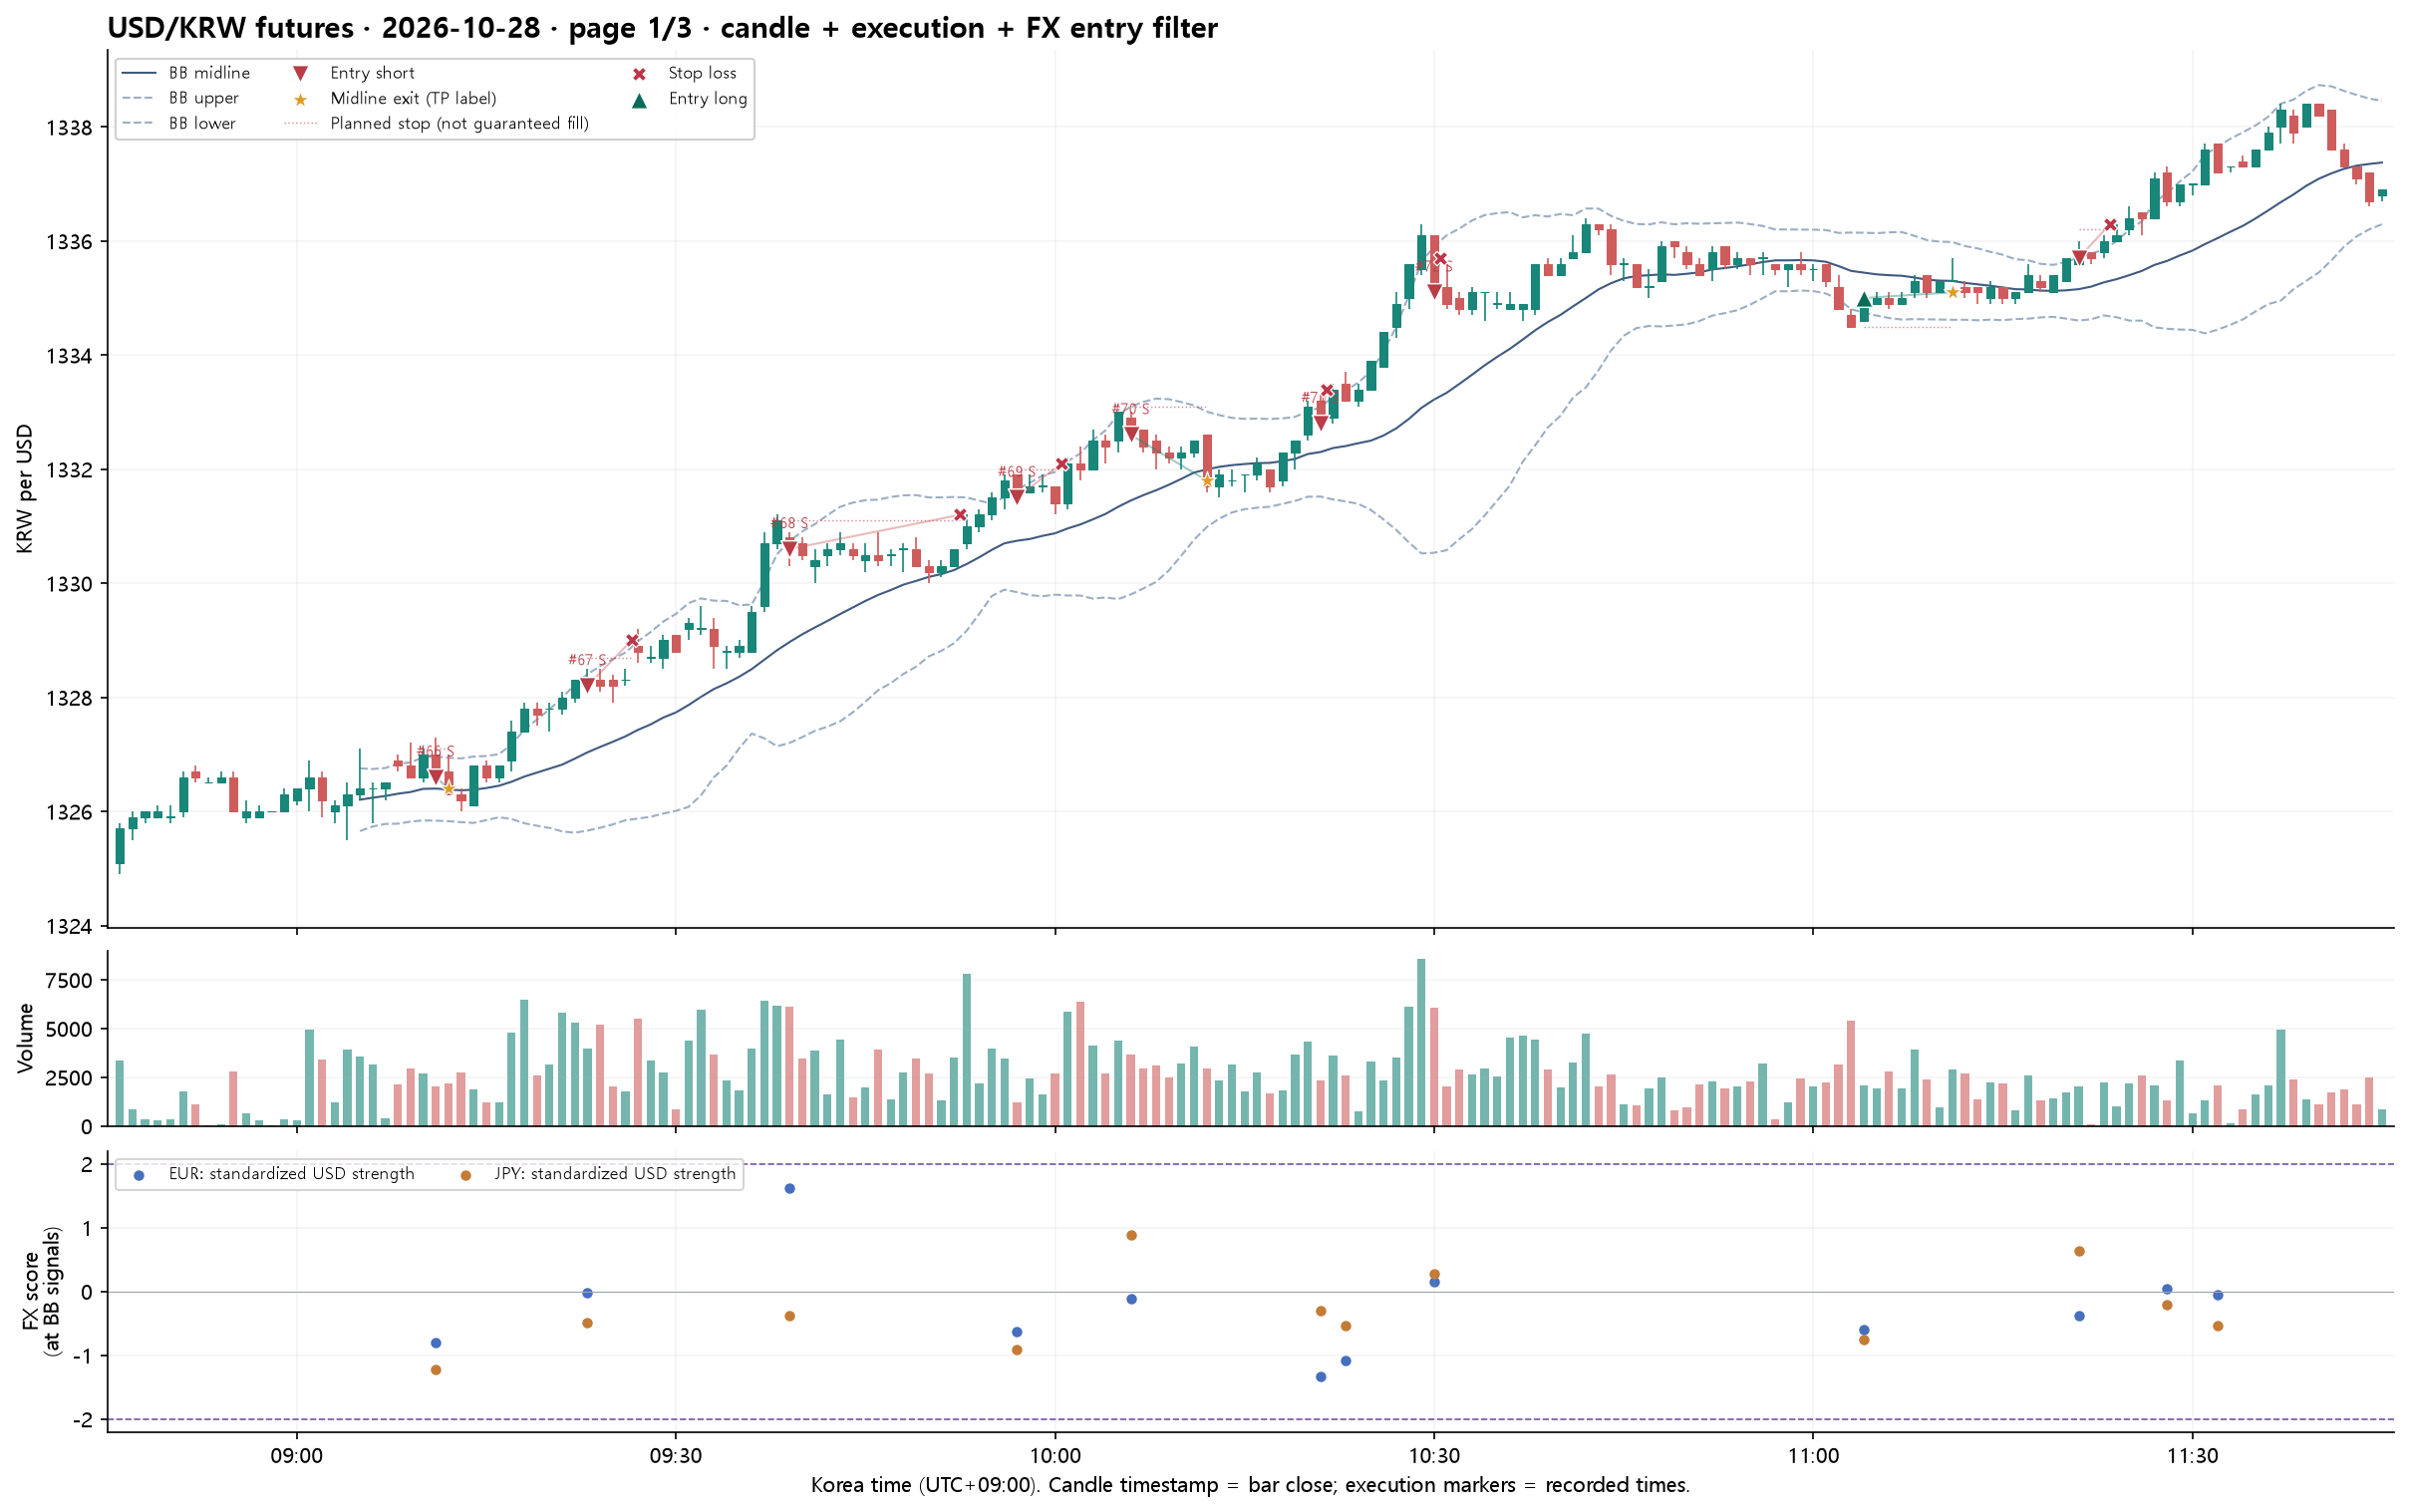 USD/KRW futures · 2026-10-28 · page 1/3 · candle + execution + FX entry filter
BB midline
BB upper
BB lower
Entry short
Midline exit (TP label)
Planned stop (not guaranteed fill)
Stop loss
Entry long
KRW per USD
1338
1336
1334
1332
1330
1328
1326
1324
#66 S
#67 S
#68 S
#69 S
#70 S
Volume
7500
5000
2500
0
EUR: standardized USD strength
JPY: standardized USD strength
FX score
(at BB signals)
2
1
0
-1
-2
09:00
09:30
10:00
10:30
11:00
11:30
Korea time (UTC+09:00). Candle timestamp = bar close; execution markers = recorded times.